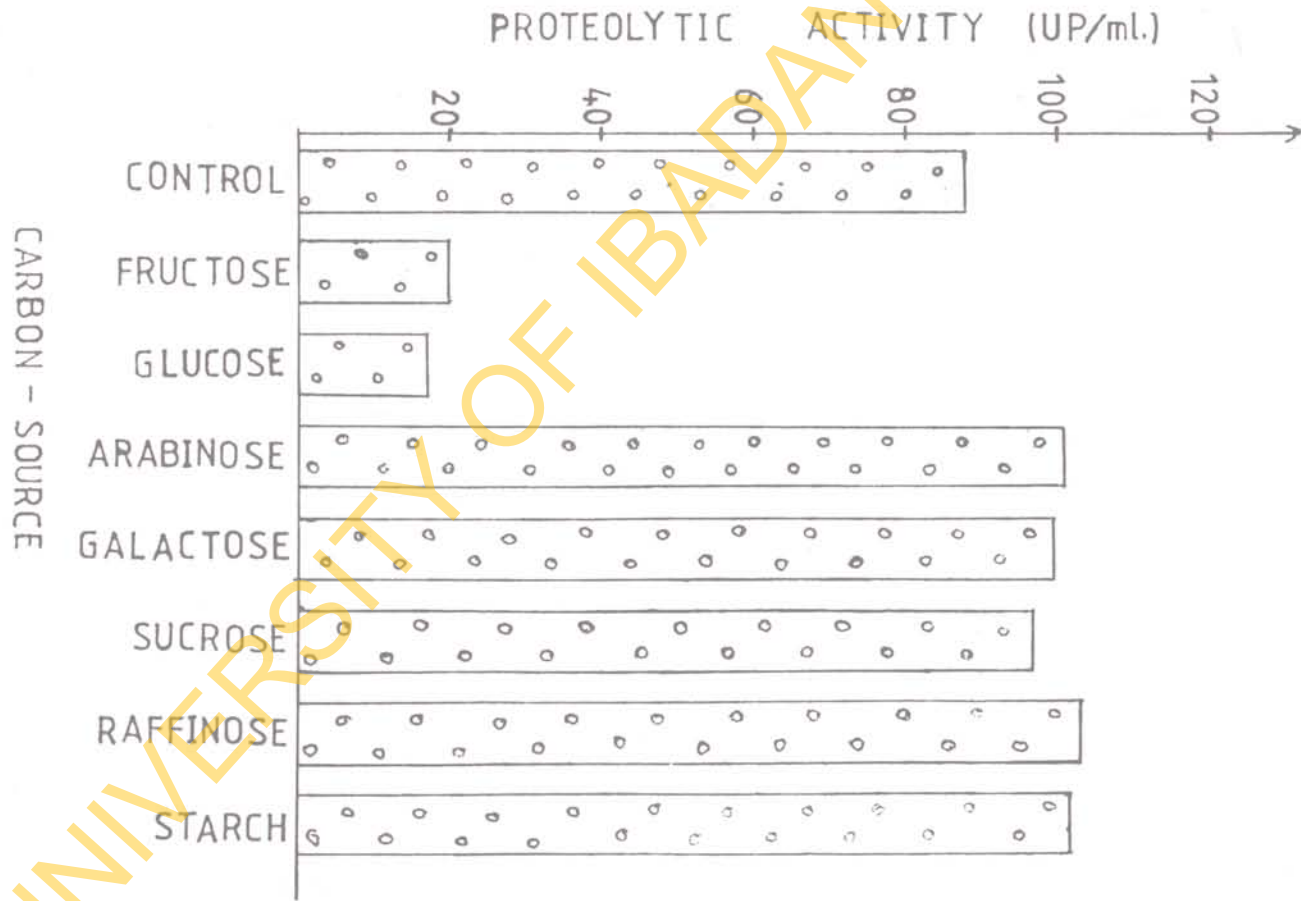 PROTEOLYTIC ACTIVITY (UP/ml.)
20
40
60
80
100
120
CARBON - SOURCE
CONTROL
FRUCTOSE
GLUCOSE
ARABINOSE
GALACTOSE
SUCROSE
RAFFINOSE
STARCH
UNIVERSITY OF IBADAN